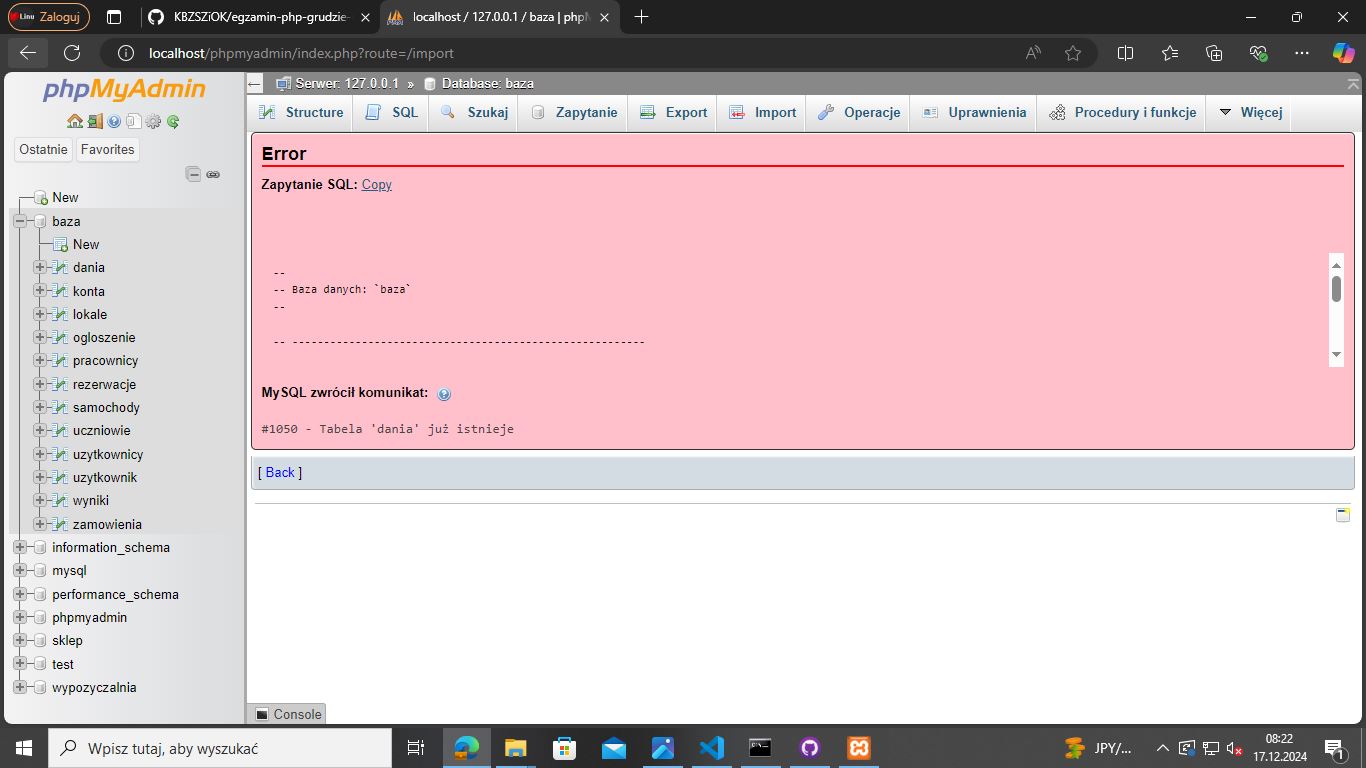 Linu Zaloguj
KBZSZiOK/egzamin-php-grudzie
localhost / 127.0.0.1 / baza | phpM
localhost/phpmyadmin/index.php?route=/import
phpMyAdmin
Ostatnie Favorites
New
baza
New
dania
konta
lokale
ogloszenie
pracownicy
rezerwacje
samochody
uczniowie
uzytkownicy
uzytkownik
wyniki
zamowienia
information_schema
mysql
performance_schema
phpmyadmin
sklep
test
wypozyczalnia
Serwer: 127.0.0.1 » Database: baza
Structure SQL Szukaj Zapytanie Export Import Operacje Uprawnienia Procedury i funkcje Więcej
Error
Zapytanie SQL: Copy
--
-- Baza danych: `baza`
--
-- --------------------------------------------------------
MySQL zwrócił komunikat:
#1050 - Tabela 'dania' już istnieje
[ Back ]
Console
Wpisz tutaj, aby wyszukać
JPY/...
08:22
17.12.2024
1